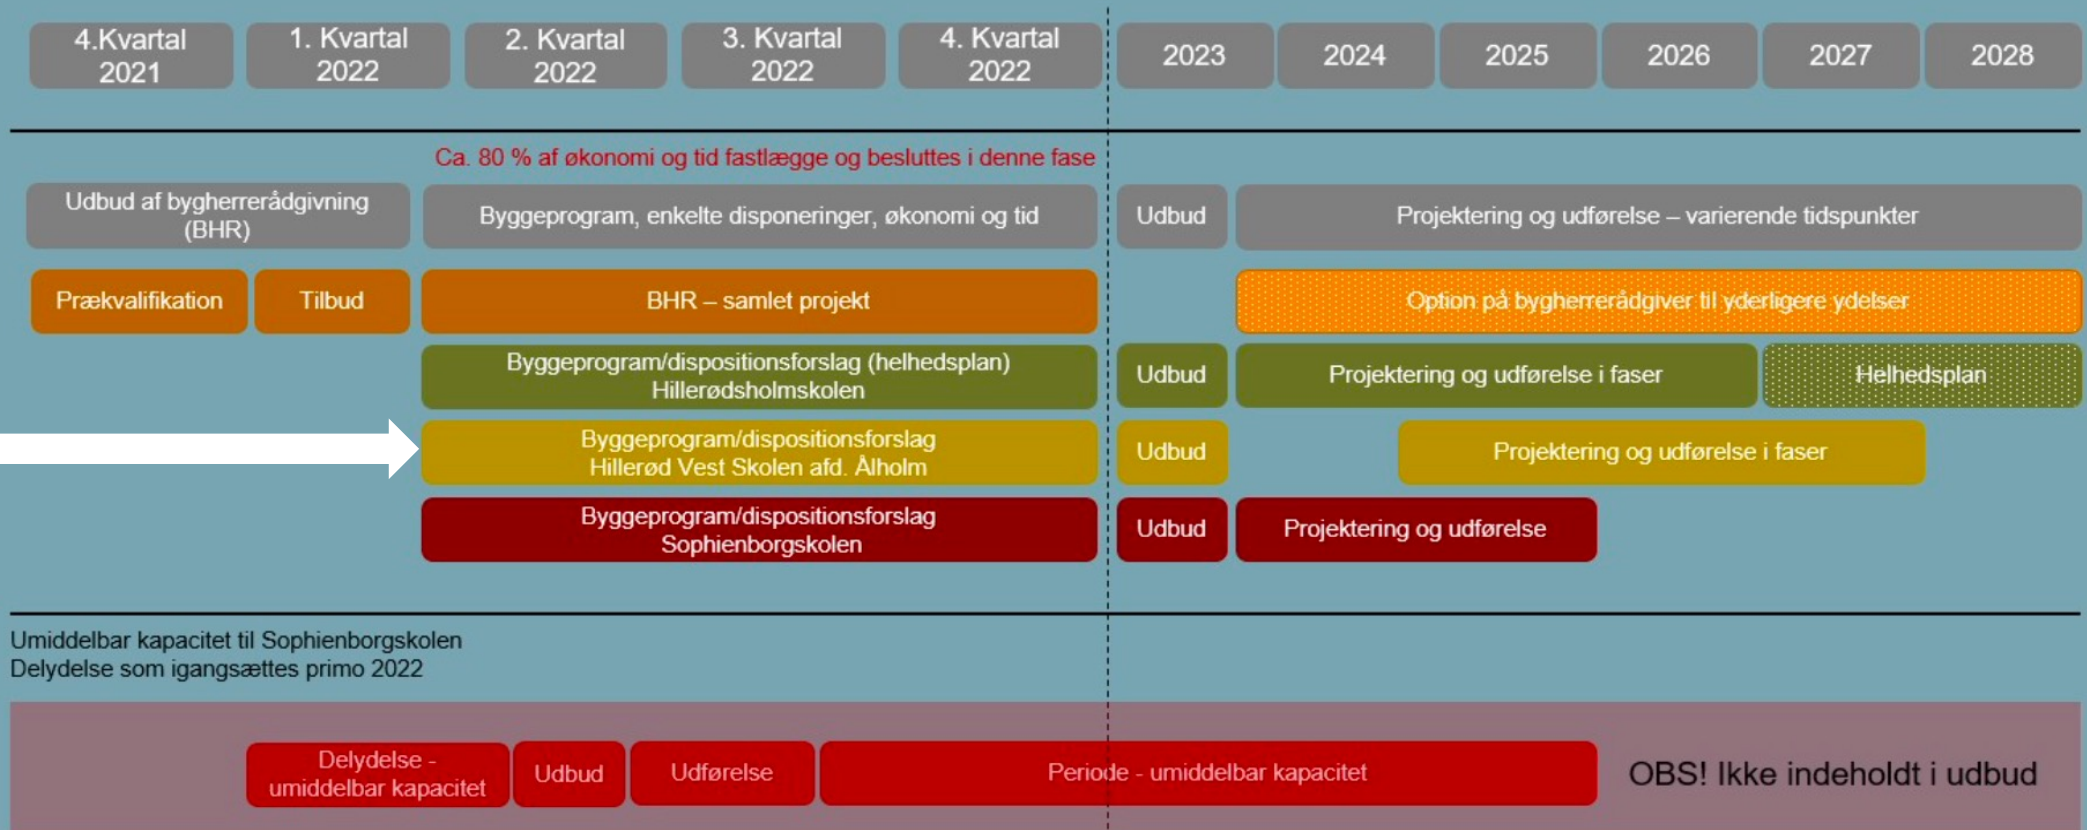 4.Kvartal
2021
1. Kvartal
2022
2. Kvartal
2022
3. Kvartal
2022
4. Kvartal
2022
2023
2024
2025
2026
2027
2028
Ca. 80 % af økonomi og tid fastlægge og besluttes i denne fase
Udbud af bygherrerådgivning
(BHR)
Byggeprogram, enkelte disponeringer, økonomi og tid
Udbud
Projektering og udførelse – varierende tidspunkter
Prækvalifikation
Tilbud
BHR – samlet projekt
Option på bygherrerådgiver til yderligere ydelser
Byggeprogram/dispositionsforslag (helhedsplan)
Hillerødsholmskolen
Udbud
Projektering og udførelse i faser
Helhedsplan
Byggeprogram/dispositionsforslag
Hillerød Vest Skolen afd. Ålholm
Udbud
Projektering og udførelse i faser
Byggeprogram/dispositionsforslag
Sophienborgskolen
Udbud
Projektering og udførelse
Umiddelbar kapacitet til Sophienborgskolen
Delydelse som igangsættes primo 2022
Delydelse -
umiddelbar kapacitet
Udbud
Udførelse
Periode - umiddelbar kapacitet
OBS! Ikke indeholdt i udbud